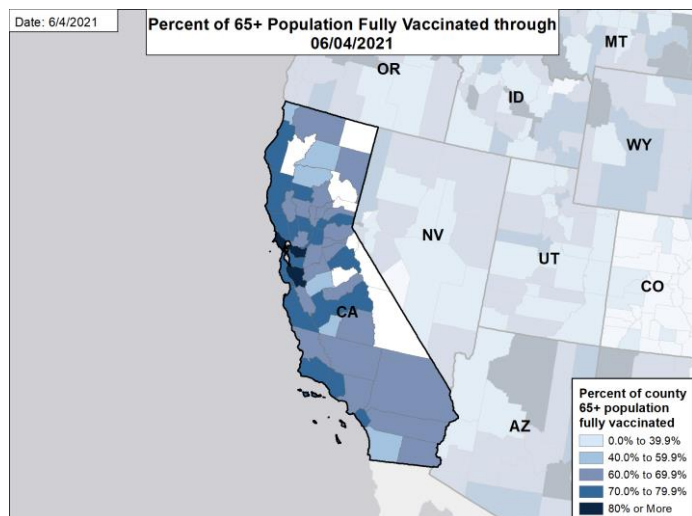 Date: 6/4/2021
Percent of 65+ Population Fully Vaccinated through
06/04/2021
MT
OR
ID
WY
NV
UT
CO
CA
AZ
Percent of county
65+ population
fully vaccinated
0.0% to 39.9%
40.0% to 59.9%
60.0% to 69.9%
70.0% to 79.9%
80% or More